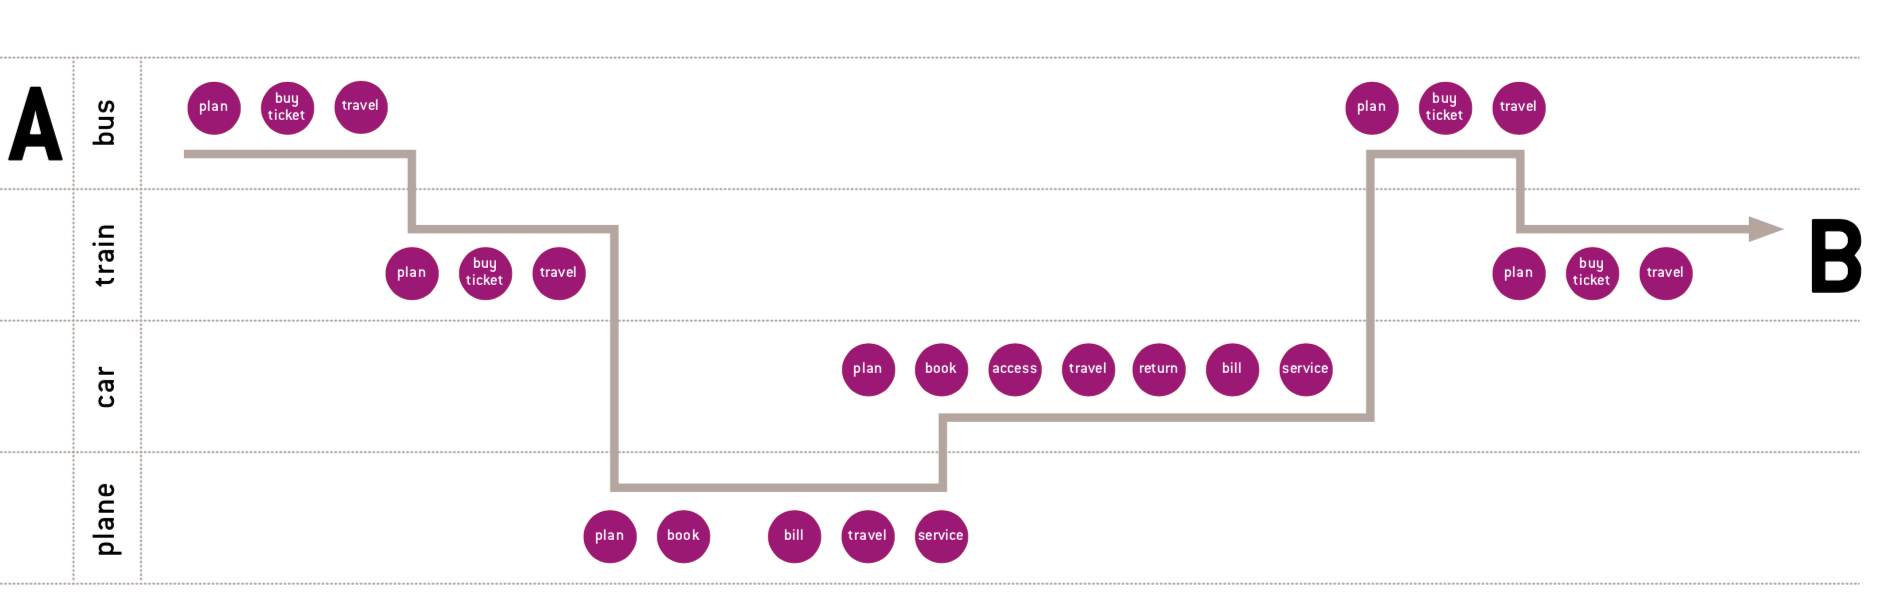 A
bus
plan
buy
ticket
travel
plan
buy
ticket
travel
train
plan
buy
ticket
travel
plan
buy
ticket
travel
B
car
plan
book
access
travel
return
bill
service
plane
plan
book
bill
travel
service